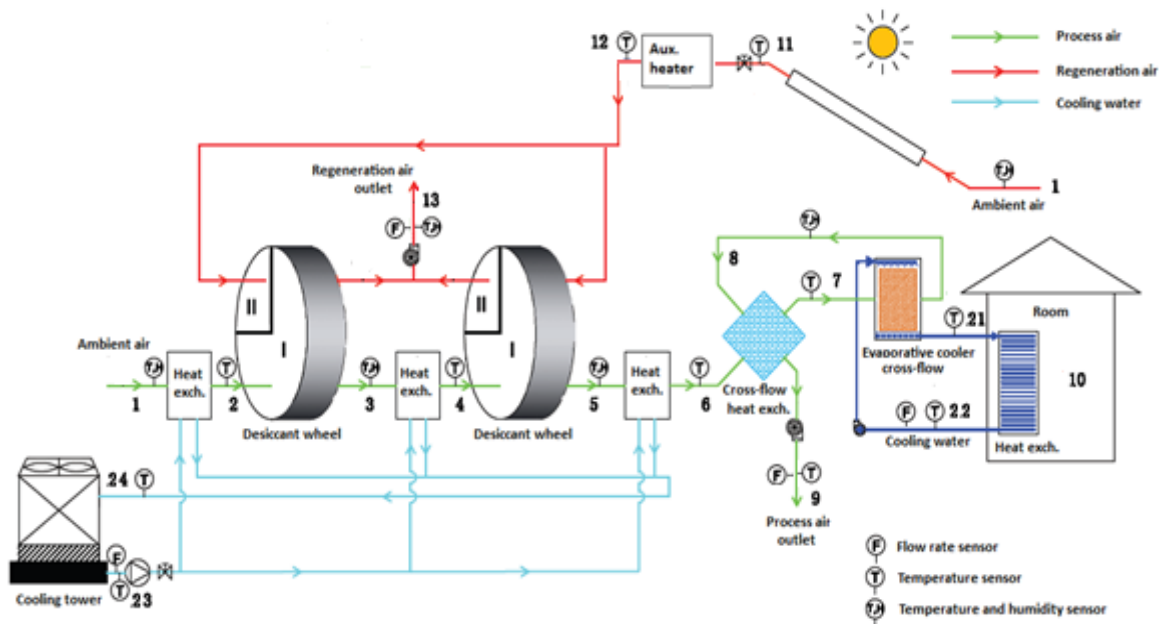 12
T
Aux.
heater
T
11
Process air
Regeneration air
Cooling water
T,H
1
Ambient air
Regeneration air
outlet
13
F
T,H
T,H
8
T
7
II
I
II
I
Room
T
21
Evaporative cooler
cross-flow
10
Ambient air
T,H
1
Heat
exch.
T
2
T,H
3
Heat
exch.
T
4
T,H
5
Heat
exch.
T
6
Cross-flow
heat exch.
F
T
22
Cooling water
Heat exch.
Desiccant wheel
Desiccant wheel
24
T
F
T
9
Process air
outlet
F
T
23
Cooling tower
F
Flow rate sensor
T
Temperature sensor
T,H
Temperature and humidity sensor